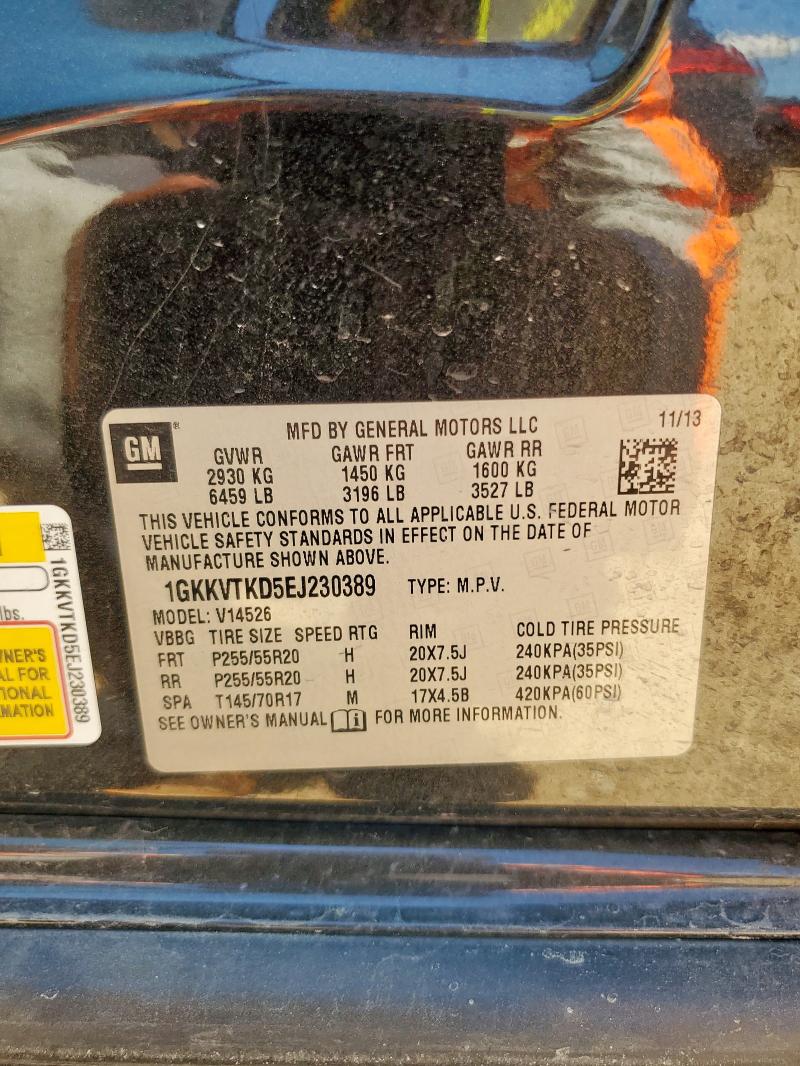 MFD BY GENERAL MOTORS LLC 11/13
GM ®
GVWR GAWR FRT GAWR RR
2930 KG 1450 KG 1600 KG
6459 LB 3196 LB 3527 LB
THIS VEHICLE CONFORMS TO ALL APPLICABLE U.S. FEDERAL MOTOR
VEHICLE SAFETY STANDARDS IN EFFECT ON THE DATE OF
MANUFACTURE SHOWN ABOVE.
1GKKVTKD5EJ230389 TYPE: M.P.V.
MODEL: V14526
VBBG TIRE SIZE SPEED RTG RIM COLD TIRE PRESSURE
FRT P255/55R20 H 20X7.5J 240KPA(35PSI)
RR P255/55R20 H 20X7.5J 240KPA(35PSI)
SPA T145/70R17 M 17X4.5B 420KPA(60PSI)
SEE OWNER'S MANUAL FOR MORE INFORMATION.
1GKKVTKD5EJ230389
lbs.
WNER'S
AL FOR
TIONAL
RMATION